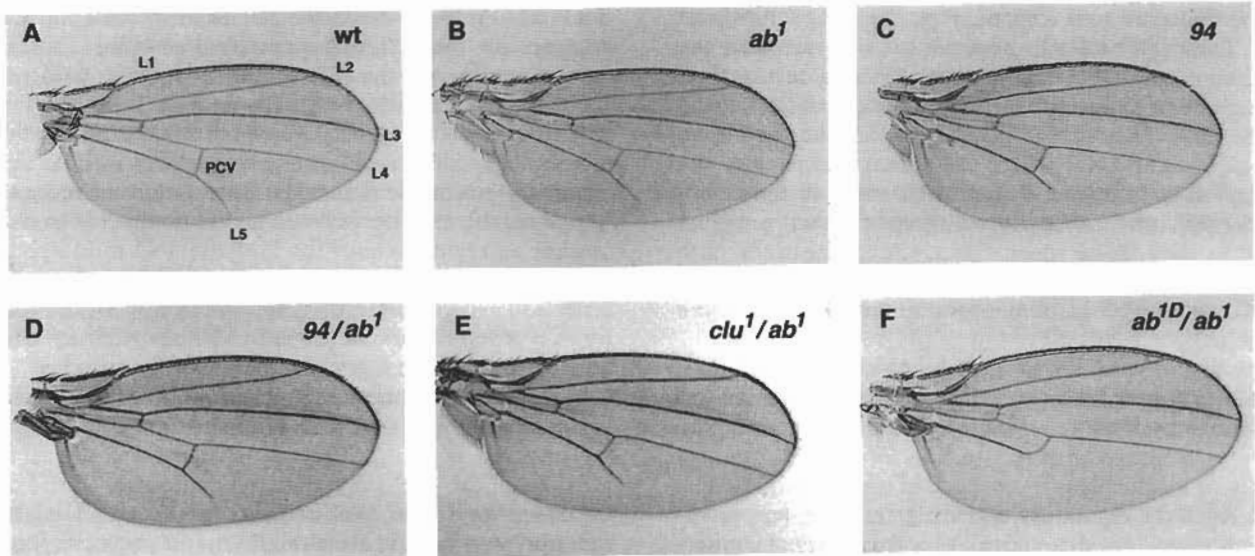 A
wt
L1
L2
L3
L4
L5
PCV
B
ab1
C
94
D
94/ab1
E
clu1/ab1
F
ab1D/ab1